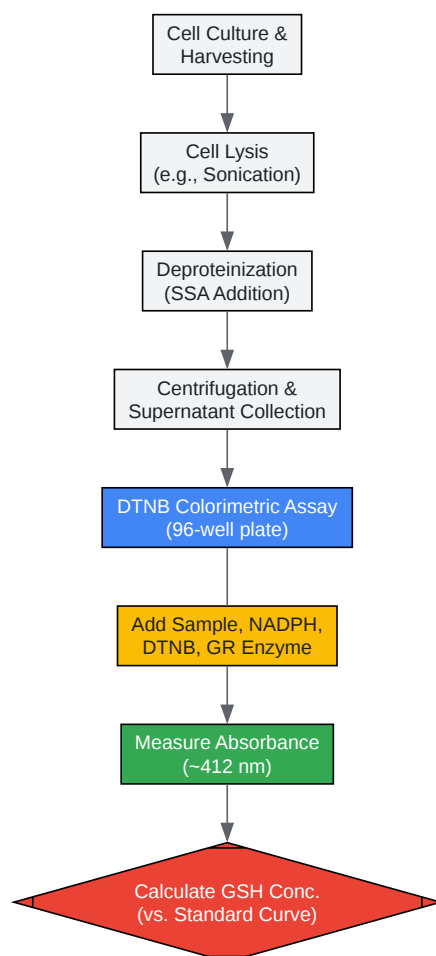 Cell Culture &
Harvesting
Cell Lysis
(e.g., Sonication)
Deproteinization
(SSA Addition)
Centrifugation &
Supernatant Collection
DTNB Colorimetric Assay
(96-well plate)
Add Sample, NADPH,
DTNB, GR Enzyme
Measure Absorbance
(~412 nm)
Calculate GSH Conc.
(vs. Standard Curve)